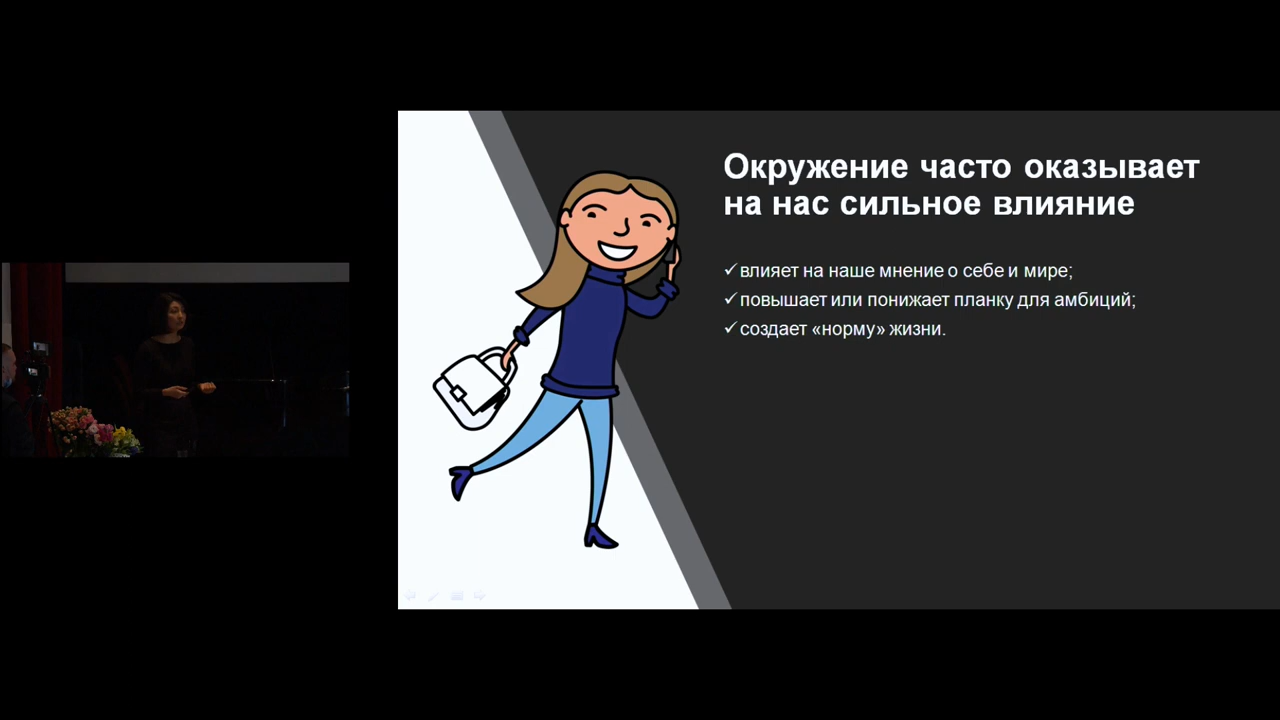 Окружение часто оказывает
на нас сильное влияние
✓влияет на наше мнение о себе и мире;
✓повышает или понижает планку для амбиций;
✓создает «норму» жизни.